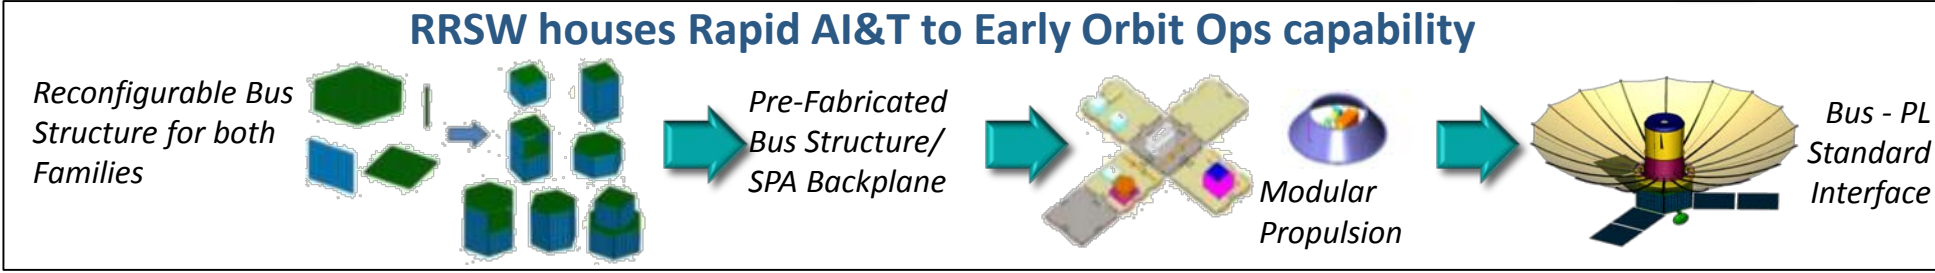 RRSW houses Rapid AI&T to Early Orbit Ops capability
Reconfigurable Bus
Structure for both
Families
Pre-Fabricated
Bus Structure/
SPA Backplane
Modular
Propulsion
Bus - PL
Standard
Interface